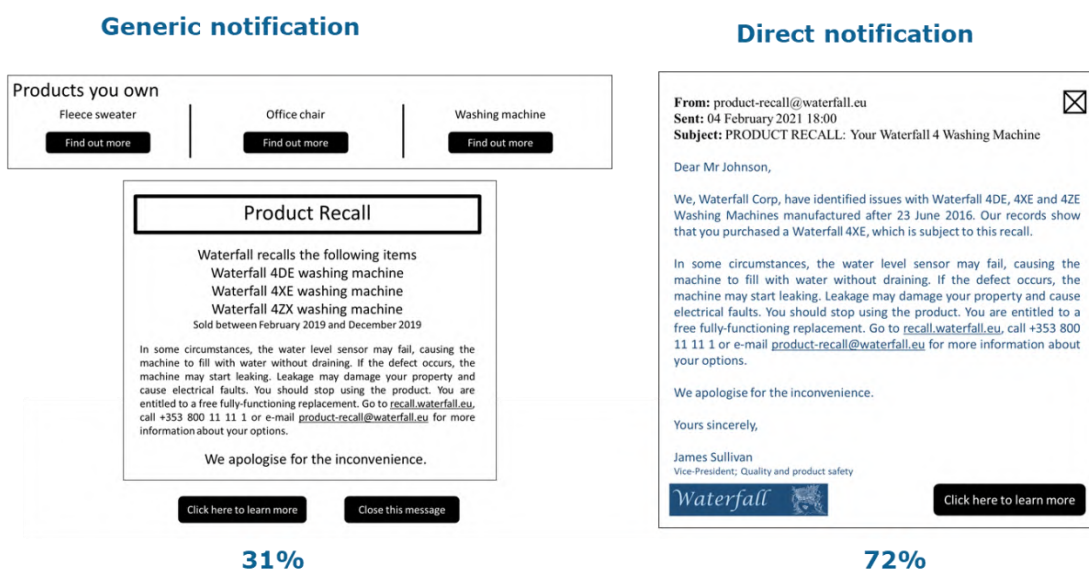 Generic notification
Products you own
Fleece sweater
Office chair
Washing machine
Find out more
Find out more
Find out more
Product Recall
Waterfall recalls the following items
Waterfall 4DE washing machine
Waterfall 4XE washing machine
Waterfall 4ZX washing machine
Sold between February 2019 and December 2019
In some circumstances, the water level sensor may fail, causing the
machine to fill with water without draining. If the defect occurs, the
machine may start leaking. Leakage may damage your property and
cause electrical faults. You should stop using the product. You are
entitled to a free fully-functioning replacement. Go to recall.waterfall.eu,
call +353 800 11 11 1 or e-mail product-recall@waterfall.eu for more
information about your options.
We apologise for the inconvenience.
Click here to learn more
Close this message
31%
Direct notification
From: product-recall@waterfall.eu
Sent: 04 February 2021 18:00
Subject: PRODUCT RECALL: Your Waterfall 4 Washing Machine
Dear Mr Johnson,
We, Waterfall Corp, have identified issues with Waterfall 4DE, 4XE and 4ZE
Washing Machines manufactured after 23 June 2016. Our records show
that you purchased a Waterfall 4XE, which is subject to this recall.
In some circumstances, the water level sensor may fail, causing the
machine to fill with water without draining. If the defect occurs, the
machine may start leaking. Leakage may damage your property and cause
electrical faults. You should stop using the product. You are entitled to a
free fully-functioning replacement. Go to recall.waterfall.eu, call +353 800
11 11 1 or e-mail product-recall@waterfall.eu for more information about
your options.
We apologise for the inconvenience.
Yours sincerely,
James Sullivan
Vice-President; Quality and product safety
Waterfall
Click here to learn more
72%